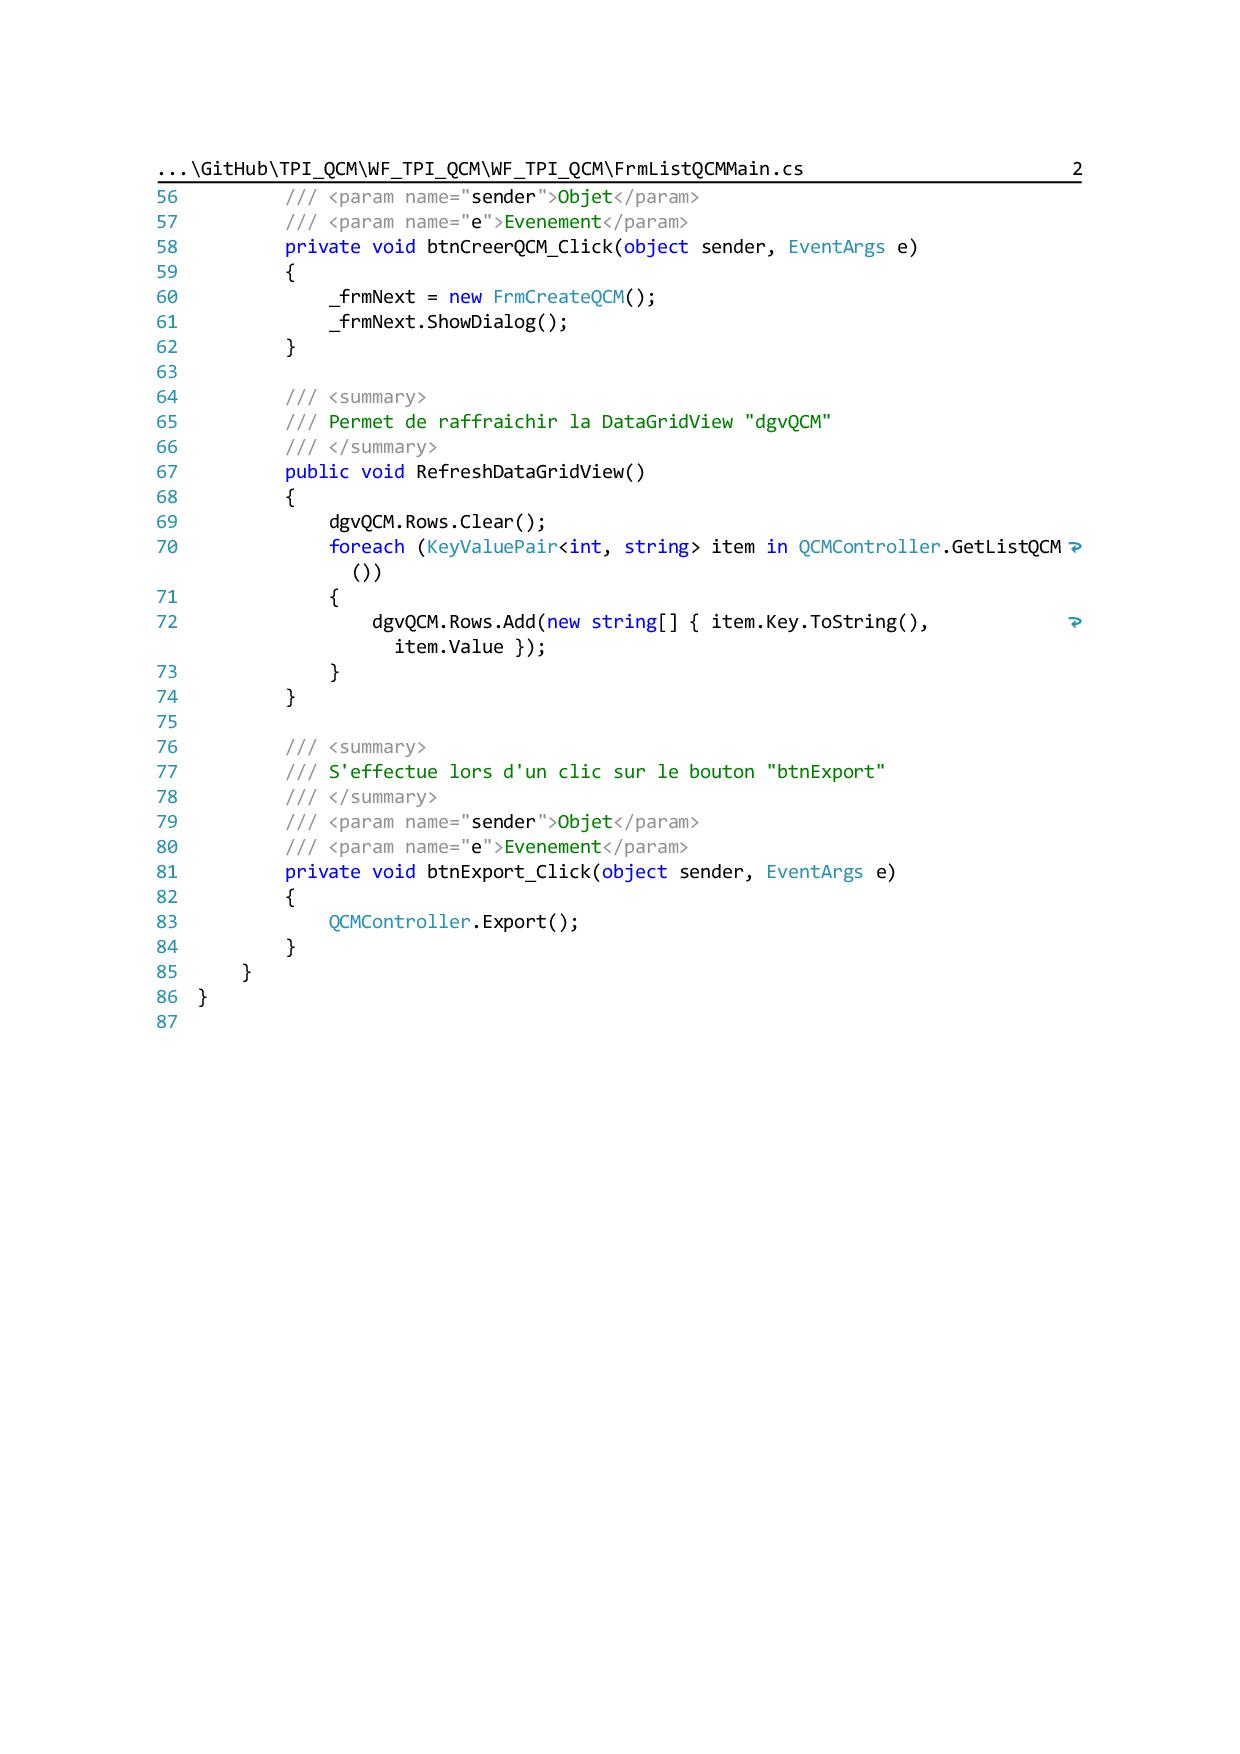 ...\GitHub\TPI_QCM\WF_TPI_QCM\WF_TPI_QCM\FrmListQCMMain.cs 2
56 /// <param name="sender">Objet</param>
57 /// <param name="e">Evenement</param>
58 private void btnCreerQCM_Click(object sender, EventArgs e)
59 {
60 _frmNext = new FrmCreateQCM();
61 _frmNext.ShowDialog();
62 }
63
64 /// <summary>
65 /// Permet de raffraichir la DataGridView "dgvQCM"
66 /// </summary>
67 public void RefreshDataGridView()
68 {
69 dgvQCM.Rows.Clear();
70 foreach (KeyValuePair<int, string> item in QCMController.GetListQCM
())
71 {
72 dgvQCM.Rows.Add(new string[] { item.Key.ToString(),
item.Value });
73 }
74 }
75
76 /// <summary>
77 /// S'effectue lors d'un clic sur le bouton "btnExport"
78 /// </summary>
79 /// <param name="sender">Objet</param>
80 /// <param name="e">Evenement</param>
81 private void btnExport_Click(object sender, EventArgs e)
82 {
83 QCMController.Export();
84 }
85 }
86 }
87